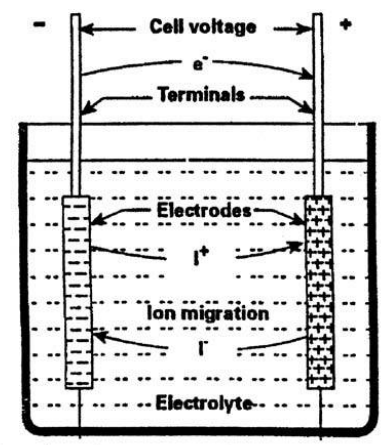 - Cell voltage +
e-
Terminals
Electrodes
I+
Ion migration
I-
Electrolyte